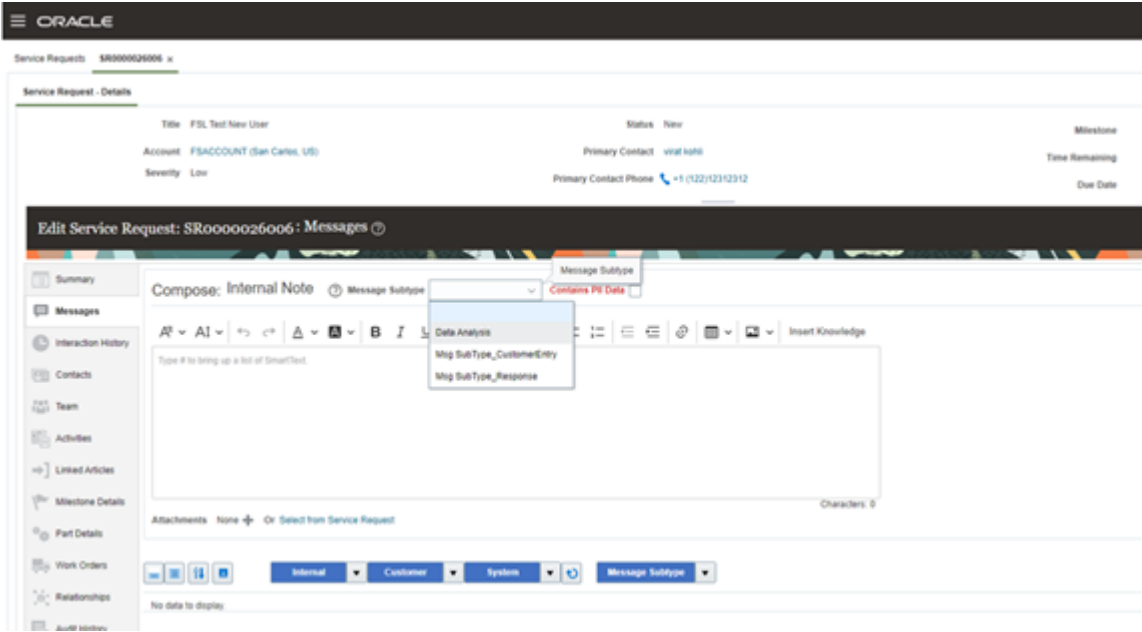 ORACLE
Service Requests SR0000026006 x
Service Request - Details
Title FSL Test New User Status New Milestone
Account FSACCOUNT (San Carlos, US) Primary Contact virat kohli Time Remaining
Severity Low Primary Contact Phone +1 (122)12312312 Due Date
Edit Service Request: SR0000026006 : Messages
Summary
Messages
Interaction History
Contacts
Team
Activities
Linked Articles
Milestone Details
Part Details
Work Orders
Relationships
Audit History
Message Subtype
Compose: Internal Note Message Subtype Contains PII Data
B I U Insert Knowledge
Data Analysis
Msg SubType_CustomerEntry
Msg SubType_Response
Type # to bring up a list of SmartText.
Characters: 0
Attachments None Or Select from Service Request
Internal Customer System Message Subtype
No data to display.